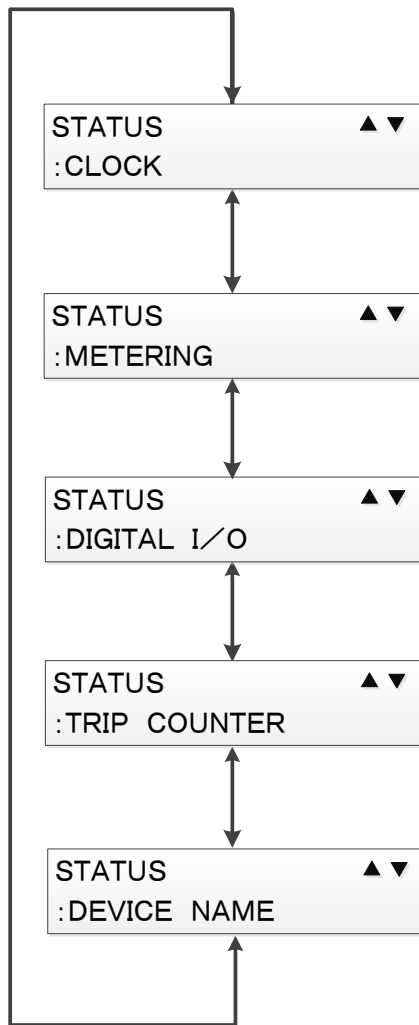 STATUS ▲ ▼
:CLOCK
STATUS ▲ ▼
:METERING
STATUS ▲ ▼
:DIGITAL I／O
STATUS ▲ ▼
:TRIP COUNTER
STATUS ▲ ▼
:DEVICE NAME